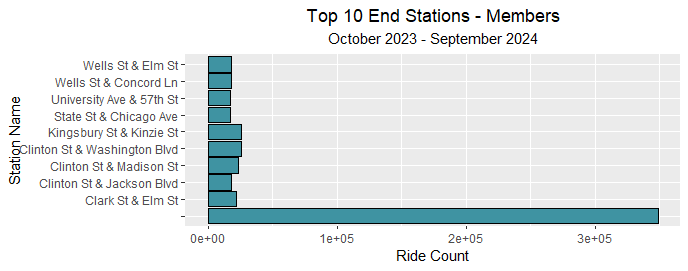 Top 10 End Stations - Members
October 2023 - September 2024
Station Name
Wells St & Elm St
Wells St & Concord Ln
University Ave & 57th St
State St & Chicago Ave
Kingsbury St & Kinzie St
Clinton St & Washington Blvd
Clinton St & Madison St
Clinton St & Jackson Blvd
Clark St & Elm St
0e+00 1e+05 2e+05 3e+05
Ride Count